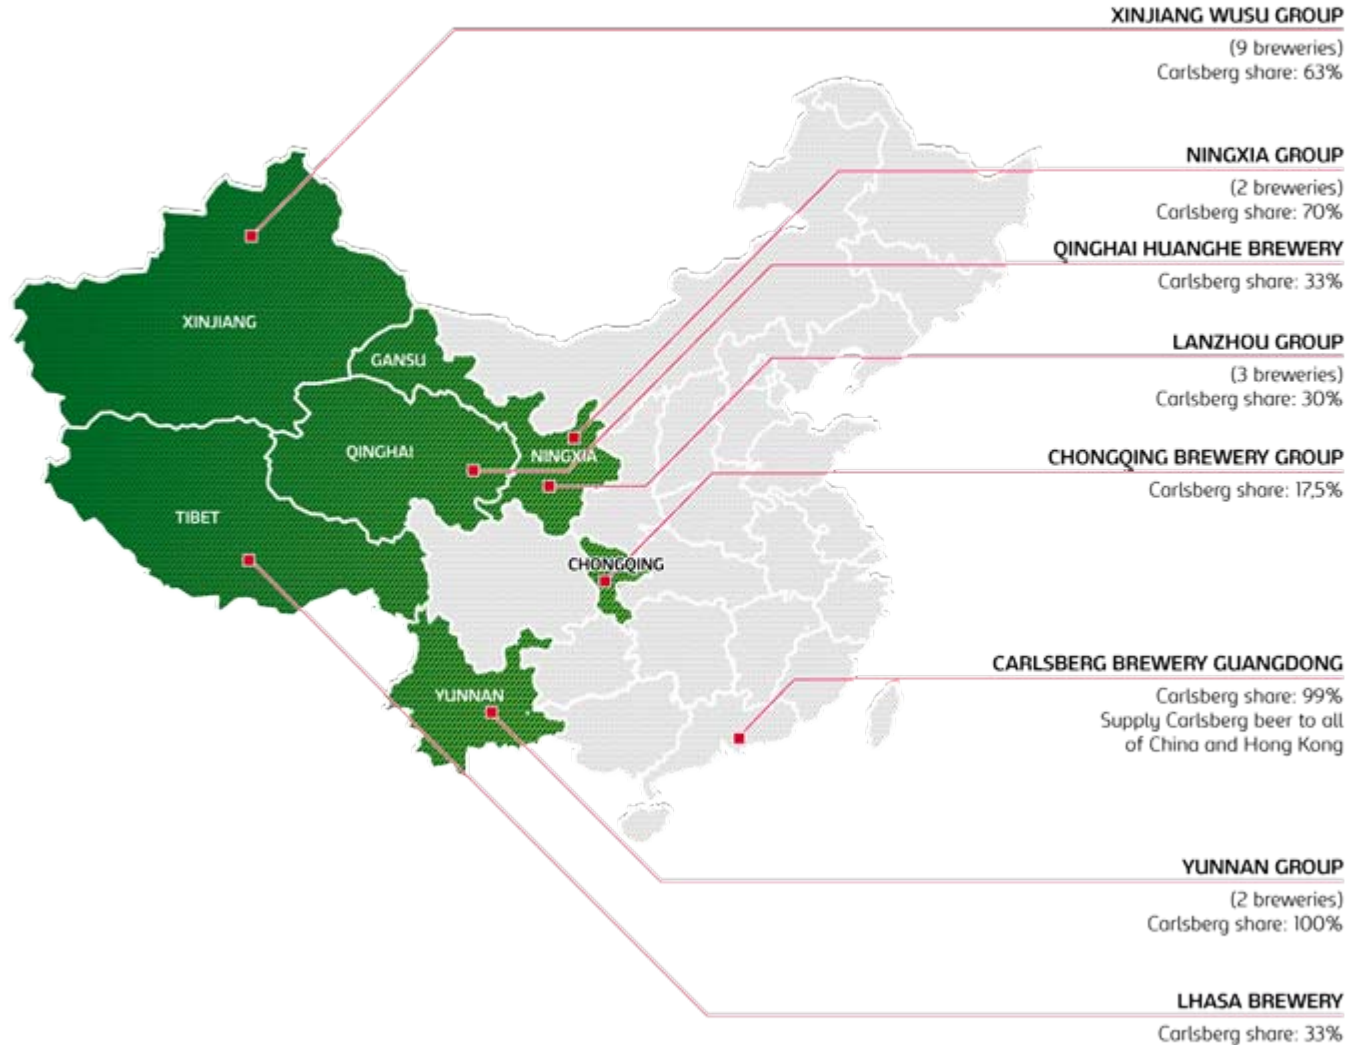 XINJIANG WUSU GROUP
(9 breweries)
Carlsberg share: 63%
NINGXIA GROUP
(2 breweries)
Carlsberg share: 70%
QINGHAI HUANGHE BREWERY
Carlsberg share: 33%
LANZHOU GROUP
(3 breweries)
Carlsberg share: 30%
CHONGQING BREWERY GROUP
Carlsberg share: 17,5%
CARLSBERG BREWERY GUANGDONG
Carlsberg share: 99%
Supply Carlsberg beer to all
of China and Hong Kong
YUNNAN GROUP
(2 breweries)
Carlsberg share: 100%
LHASA BREWERY
Carlsberg share: 33%
XINJIANG
GANSU
QINGHAI
NINGXIA
TIBET
CHONGQING
YUNNAN